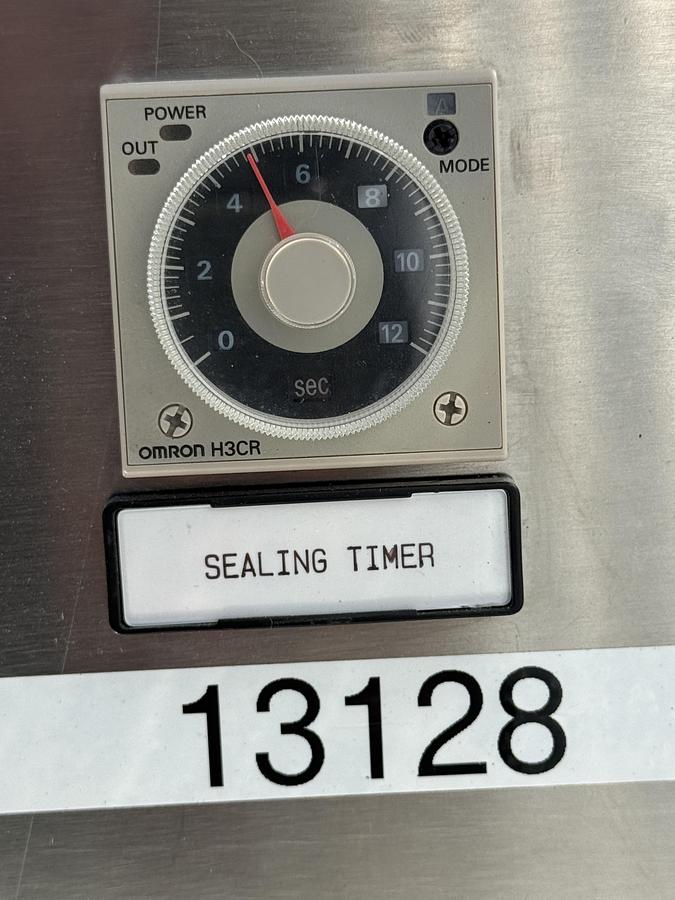 A
POWER
OUT
MODE
6
4
8
2
10
0
12
sec
OMRON H3CR
SEALING TIMER
13128